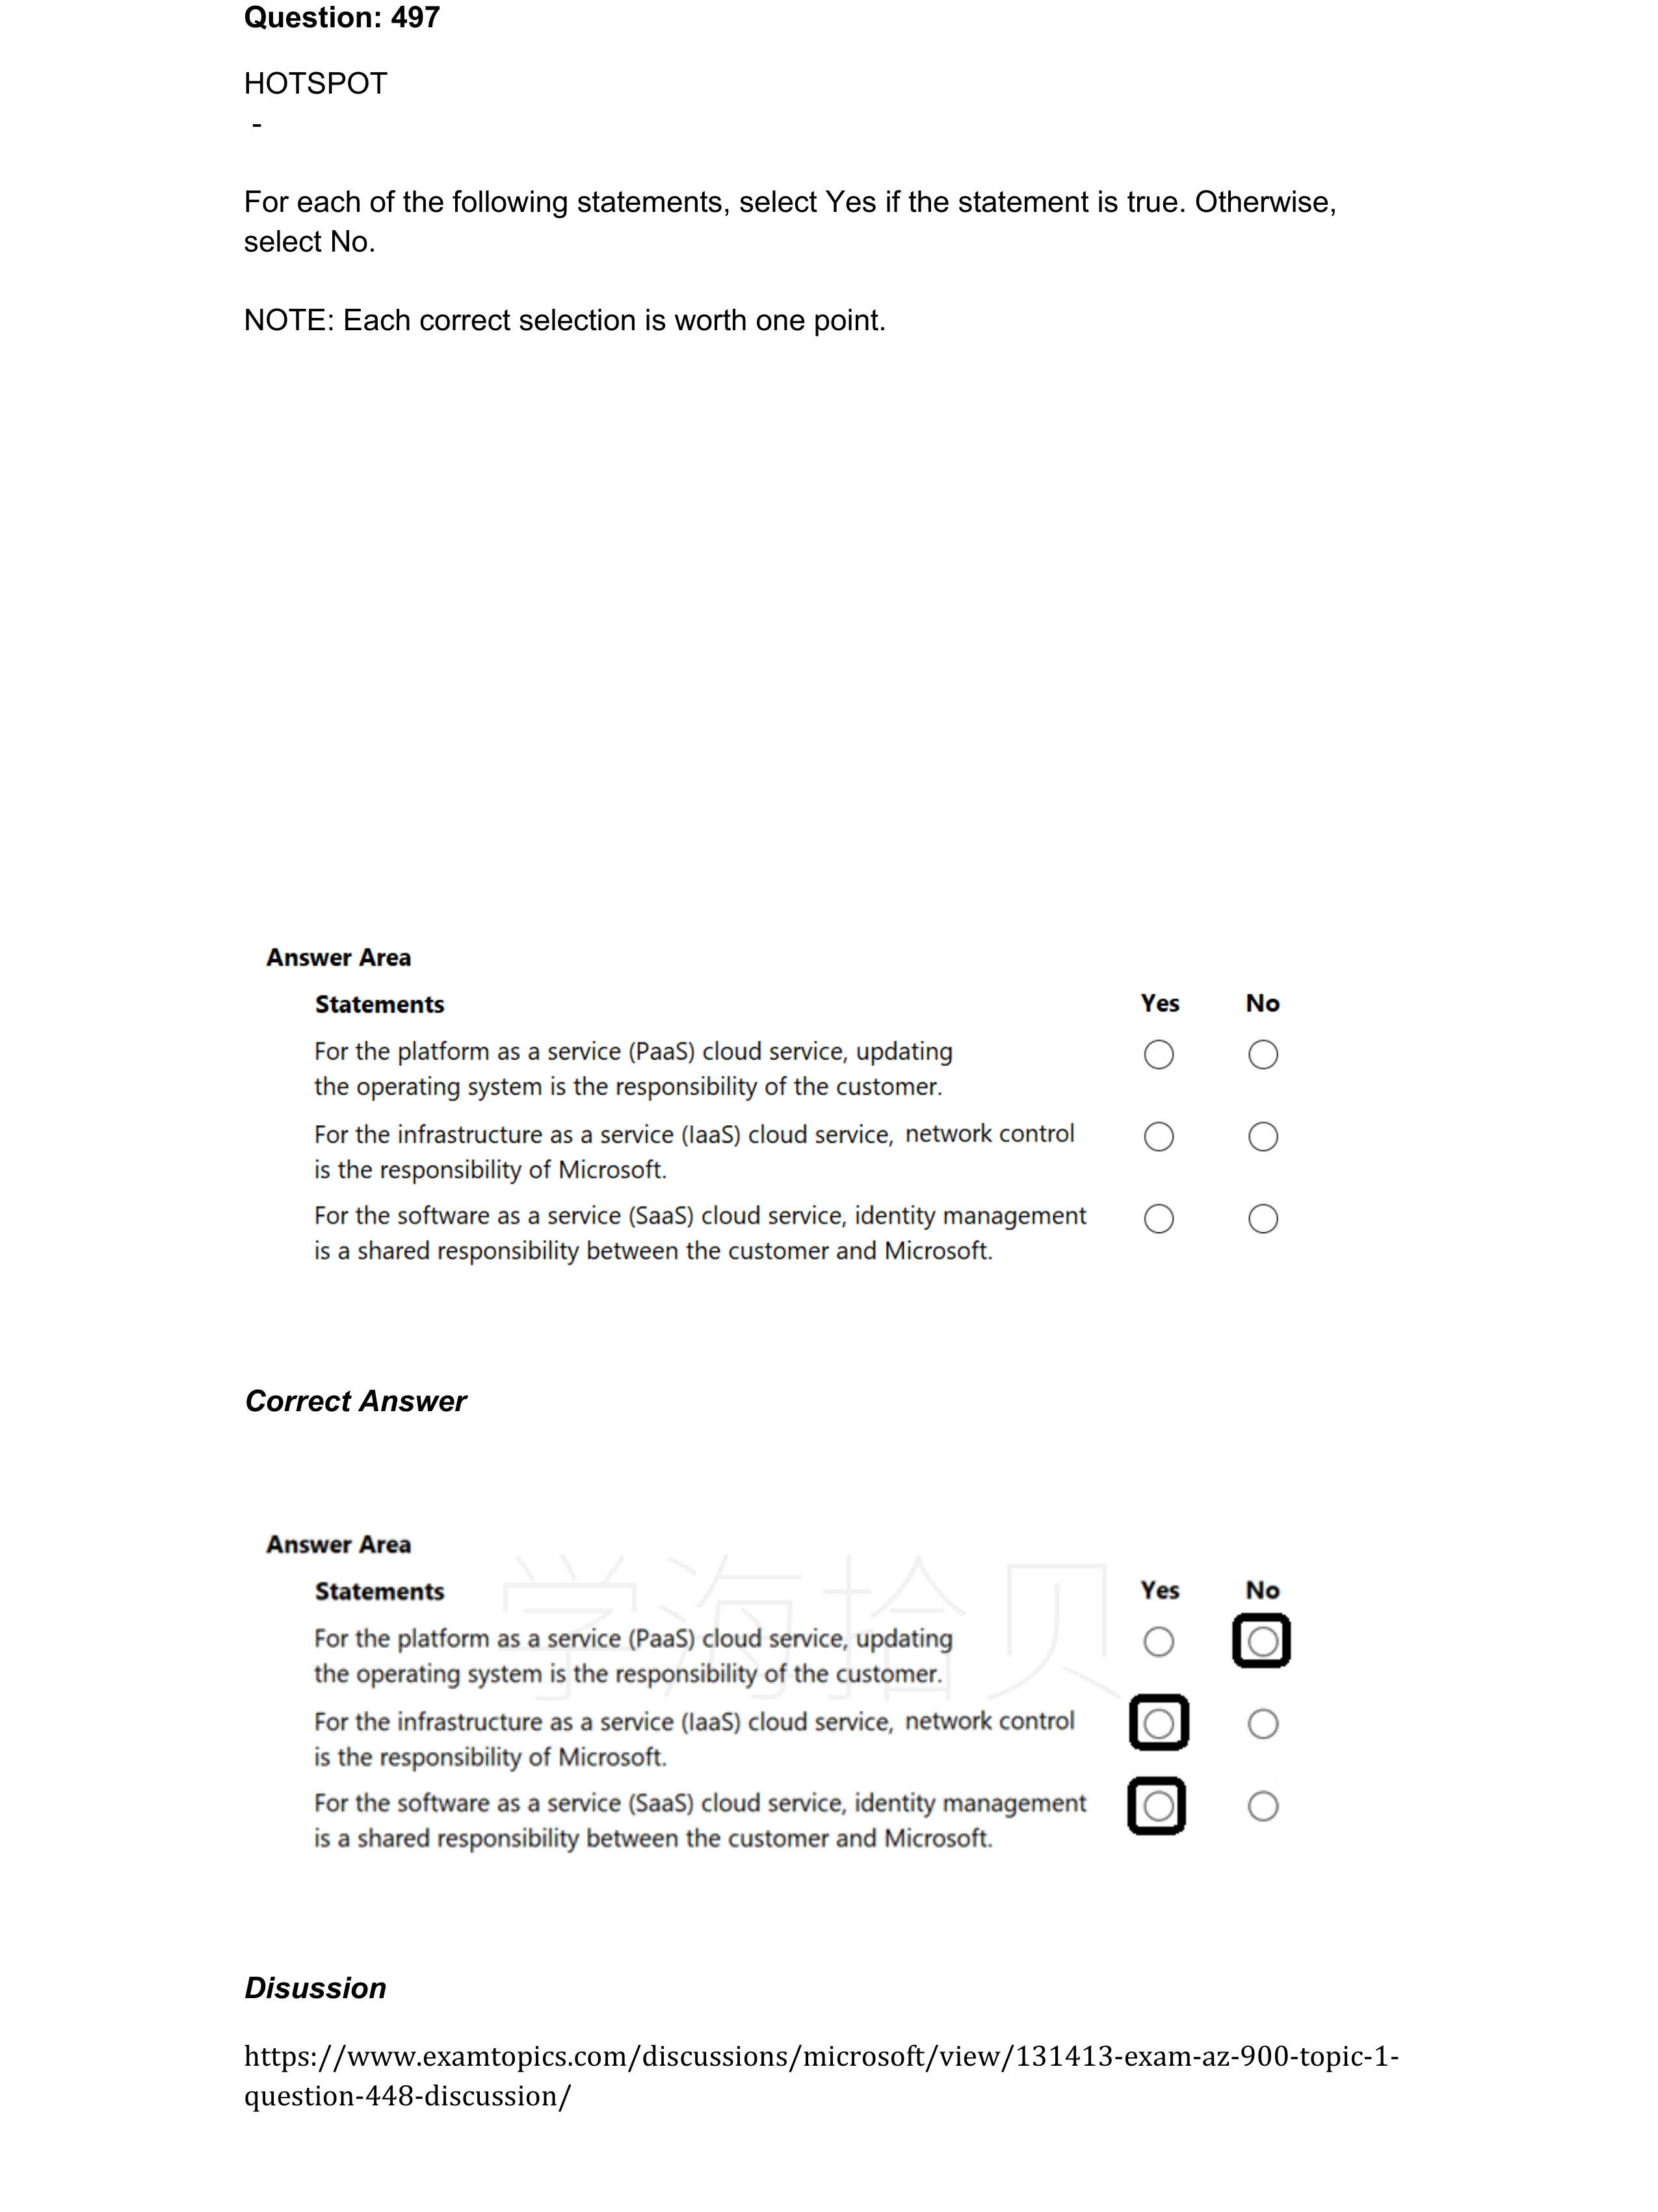 Question: 497
HOTSPOT
-
For each of the following statements, select Yes if the statement is true. Otherwise,
select No.
NOTE: Each correct selection is worth one point.
Answer Area
Statements Yes No
For the platform as a service (PaaS) cloud service, updating
the operating system is the responsibility of the customer.
For the infrastructure as a service (IaaS) cloud service, network control
is the responsibility of Microsoft.
For the software as a service (SaaS) cloud service, identity management
is a shared responsibility between the customer and Microsoft.
Correct Answer
Answer Area
学海拾贝
Statements Yes No
For the platform as a service (PaaS) cloud service, updating
the operating system is the responsibility of the customer.
For the infrastructure as a service (IaaS) cloud service, network control
is the responsibility of Microsoft.
For the software as a service (SaaS) cloud service, identity management
is a shared responsibility between the customer and Microsoft.
Disussion
https://www.examtopics.com/discussions/microsoft/view/131413-exam-az-900-topic-1-
question-448-discussion/